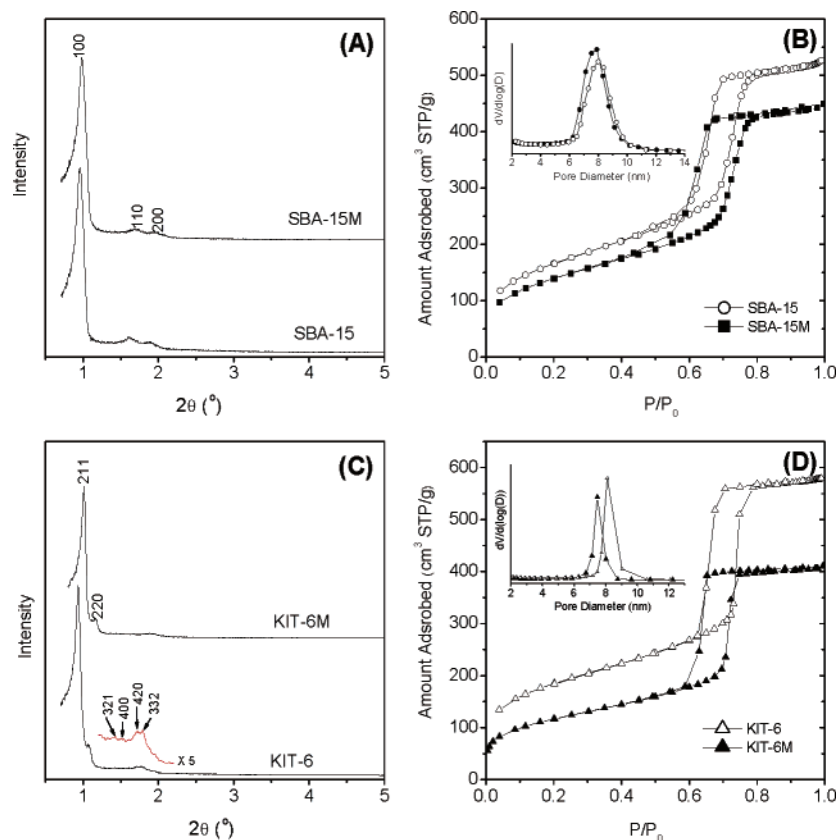 (A)
100
110
200
SBA-15M
SBA-15
Intensity
1 2 3 4 5
2θ (°)
(B)
600
500
400
300
200
100
0
Amount Adsrobed (cm³ STP/g)
dV/dlog(D)
2 4 6 8 10 12 14
Pore Diameter (nm)
SBA-15
SBA-15M
0.0 0.2 0.4 0.6 0.8 1.0
P/P₀
(C)
211
220
KIT-6M
321
400
420
332
X 5
KIT-6
Intensity
1 2 3 4 5
2θ (°)
(D)
600
500
400
300
200
100
0
Amount Adsrobed (cm³ STP/g)
dV/d(log(D))
2 4 6 8 10 12
Pore Diameter (nm)
KIT-6
KIT-6M
0.0 0.2 0.4 0.6 0.8 1.0
P/P₀